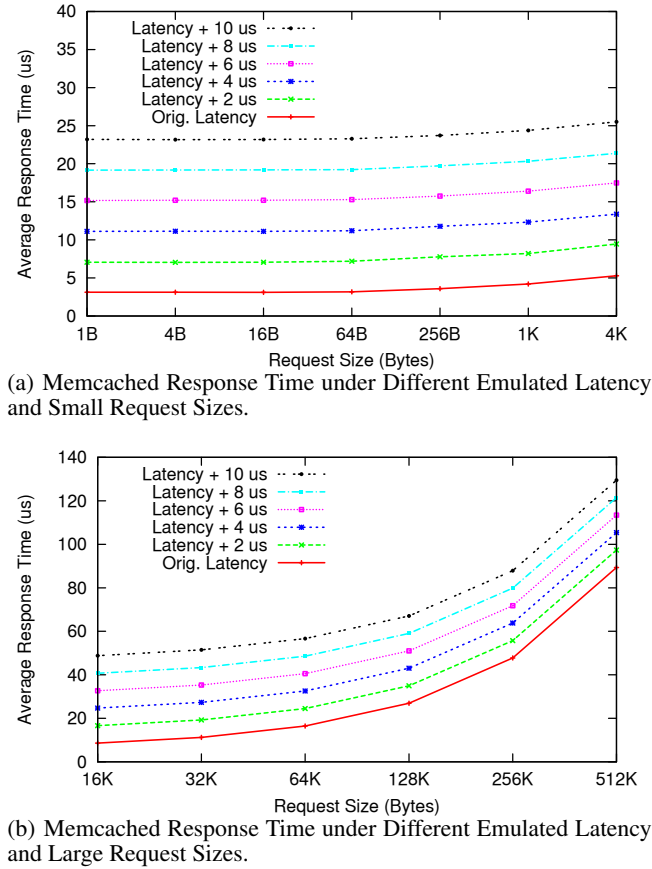 40
35
30
25
20
15
10
5
0
Average Response Time (us)
Latency + 10 us
Latency + 8 us
Latency + 6 us
Latency + 4 us
Latency + 2 us
Orig. Latency
1B 4B 16B 64B 256B 1K 4K
Request Size (Bytes)
(a) Memcached Response Time under Different Emulated Latency
and Small Request Sizes.
140
120
100
80
60
40
20
0
Average Response Time (us)
Latency + 10 us
Latency + 8 us
Latency + 6 us
Latency + 4 us
Latency + 2 us
Orig. Latency
16K 32K 64K 128K 256K 512K
Request Size (Bytes)
(b) Memcached Response Time under Different Emulated Latency
and Large Request Sizes.